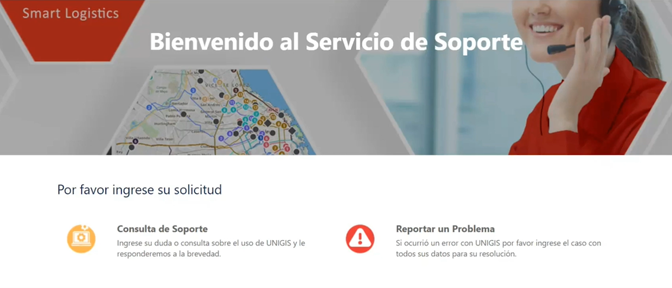 Smart Logistics
Bienvenido al Servicio de Soporte
Por favor ingrese su solicitud
Consulta de Soporte
Ingrese su duda o consulta sobre el uso de UNIGIS y le
responderemos a la brevedad.
Reportar un Problema
Si ocurrió un error con UNIGIS por favor ingrese el caso con
todos sus datos para su resolución.